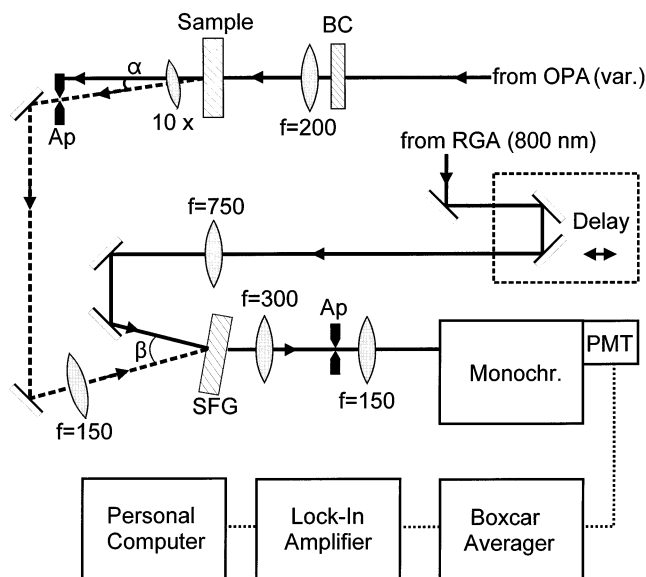 Sample
BC
α
from OPA (var.)
Ap
10 x
f=200
from RGA (800 nm)
f=750
Delay
f=300
Ap
β
PMT
Monochr.
SFG
f=150
f=150
Personal
Computer
Lock-In
Amplifier
Boxcar
Averager